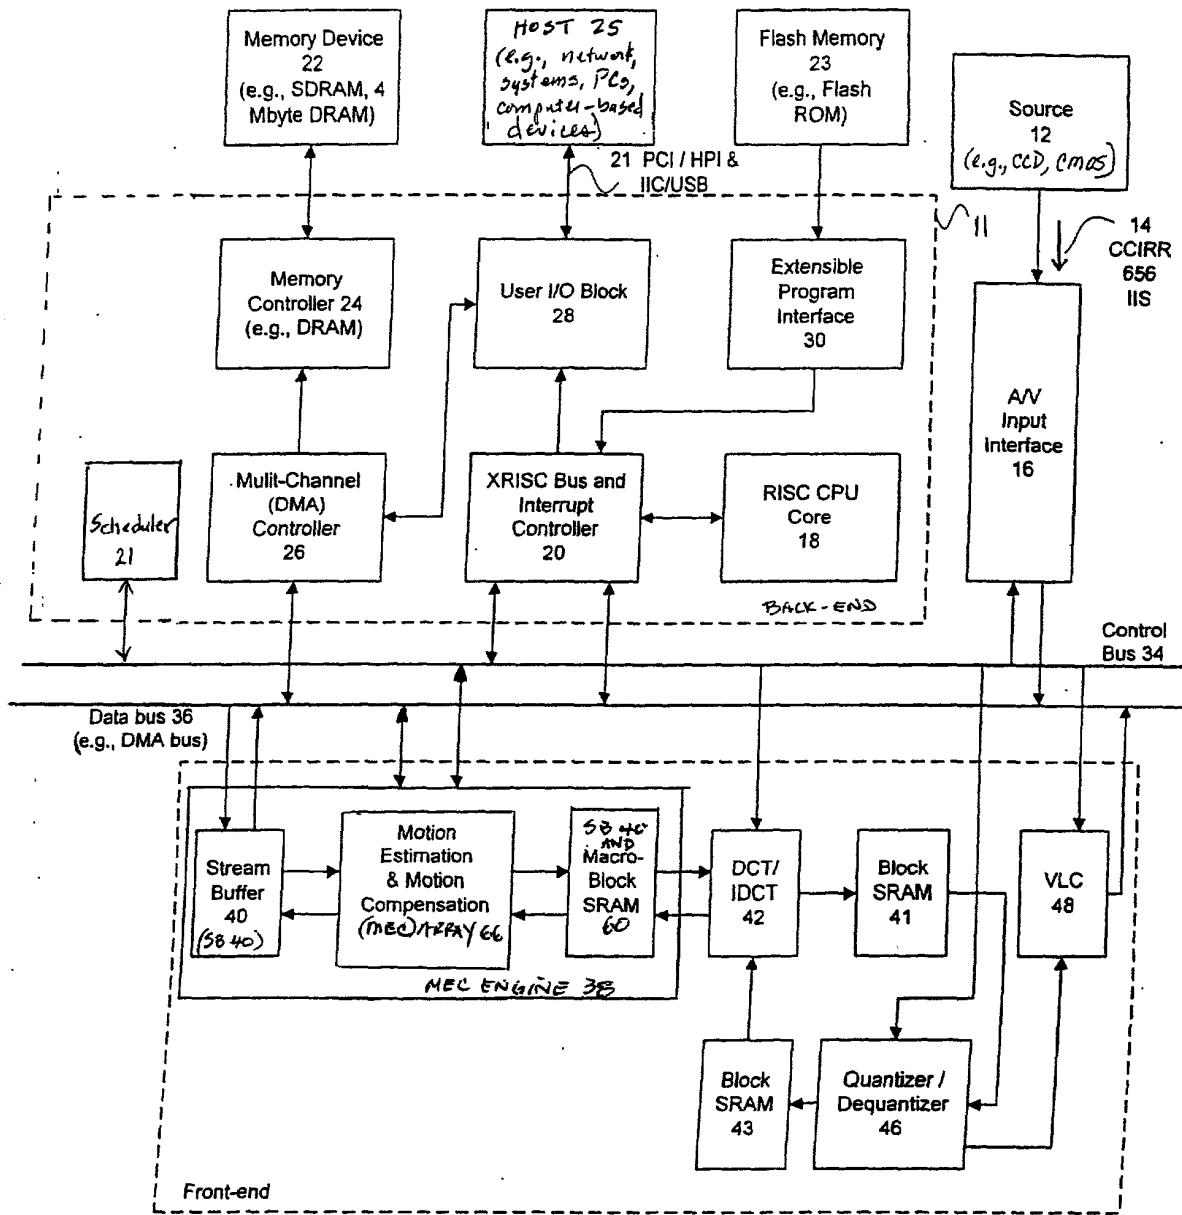 Memory Device
22
(e.g., SDRAM, 4
Mbyte DRAM)
HOST 25
(e.g., network,
systems, PCs,
computer-based
devices)
Flash Memory
23
(e.g., Flash
ROM)
Source
12
(e.g., CCD, CMOS)
21 PCI / HPI &
IIC/USB
11
14
CCIRR
656
IIS
Memory
Controller 24
(e.g., DRAM)
User I/O Block
28
Extensible
Program
Interface
30
A/V
Input
Interface
16
Scheduler
21
Mulit-Channel
(DMA)
Controller
26
XRISC Bus and
Interrupt
Controller
20
RISC CPU
Core
18
BACK-END
Control
Bus 34
Data bus 36
(e.g., DMA bus)
Stream
Buffer
40
(SB 40)
Motion
Estimation
& Motion
Compensation
(MEC) ARRAY 66
SB 40
AND
Macro-
Block
SRAM
60
DCT/
IDCT
42
Block
SRAM
41
VLC
48
MEC ENGINE 38
Block
SRAM
43
Quantizer /
Dequantizer
46
Front-end